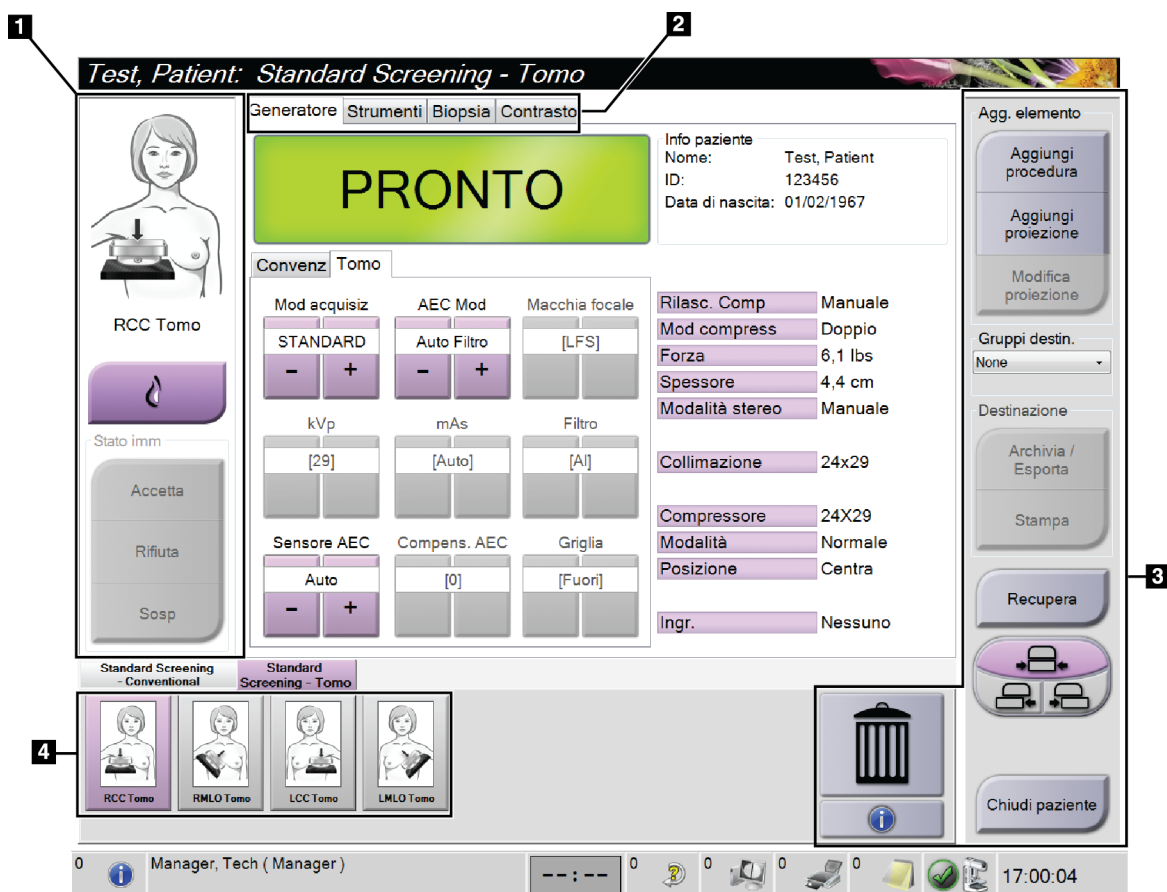 1
2
Test, Patient: Standard Screening - Tomo
Generatore Strumenti Biopsia Contrasto
PRONTO
Info paziente
Nome: Test, Patient
ID: 123456
Data di nascita: 01/02/1967
RCC Tomo
Stato imm
Accetta
Rifiuta
Sosp
Convenz Tomo
Mod acquisiz AEC Mod Macchia focale
STANDARD Auto Filtro [LFS]
- + - +
kVp mAs Filtro
[29] [Auto] [Al]
Sensore AEC Compens. AEC Griglia
Auto [0] [Fuori]
- +
Rilasc. Comp Manuale
Mod compress Doppio
Forza 6,1 lbs
Spessore 4,4 cm
Modalità stereo Manuale
Collimazione 24x29
Compressore 24X29
Modalità Normale
Posizione Centra
Ingr. Nessuno
Agg. elemento
Aggiungi
procedura
Aggiungi
proiezione
Modifica
proiezione
Gruppi destin.
None
Destinazione
Archivia /
Esporta
Stampa
Recupera
Chiudi paziente
3
Standard Screening
- Conventional
Standard
Screening - Tomo
4
RCC Tomo RMLO Tomo LCC Tomo LMLO Tomo
0 Manager, Tech ( Manager ) --:-- 0 0 0 0 17:00:04